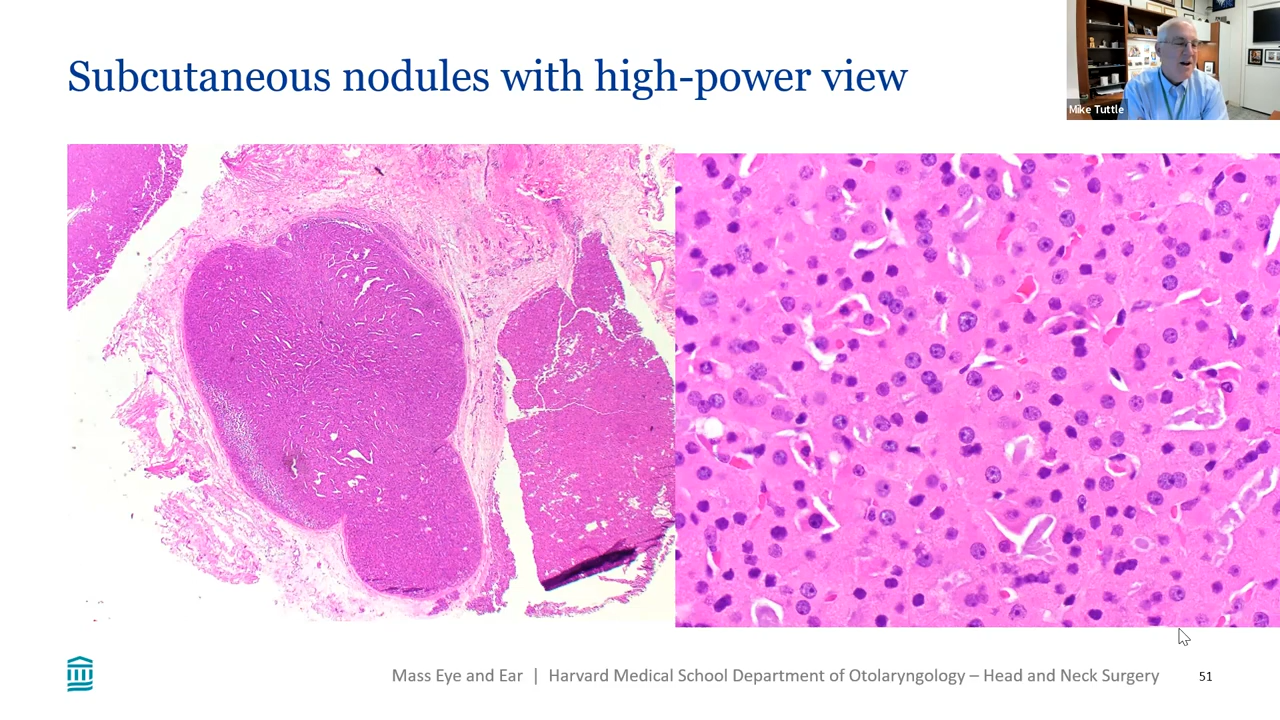 Subcutaneous nodules with high-power view
Mike Tuttle
Mass Eye and Ear | Harvard Medical School Department of Otolaryngology – Head and Neck Surgery 51